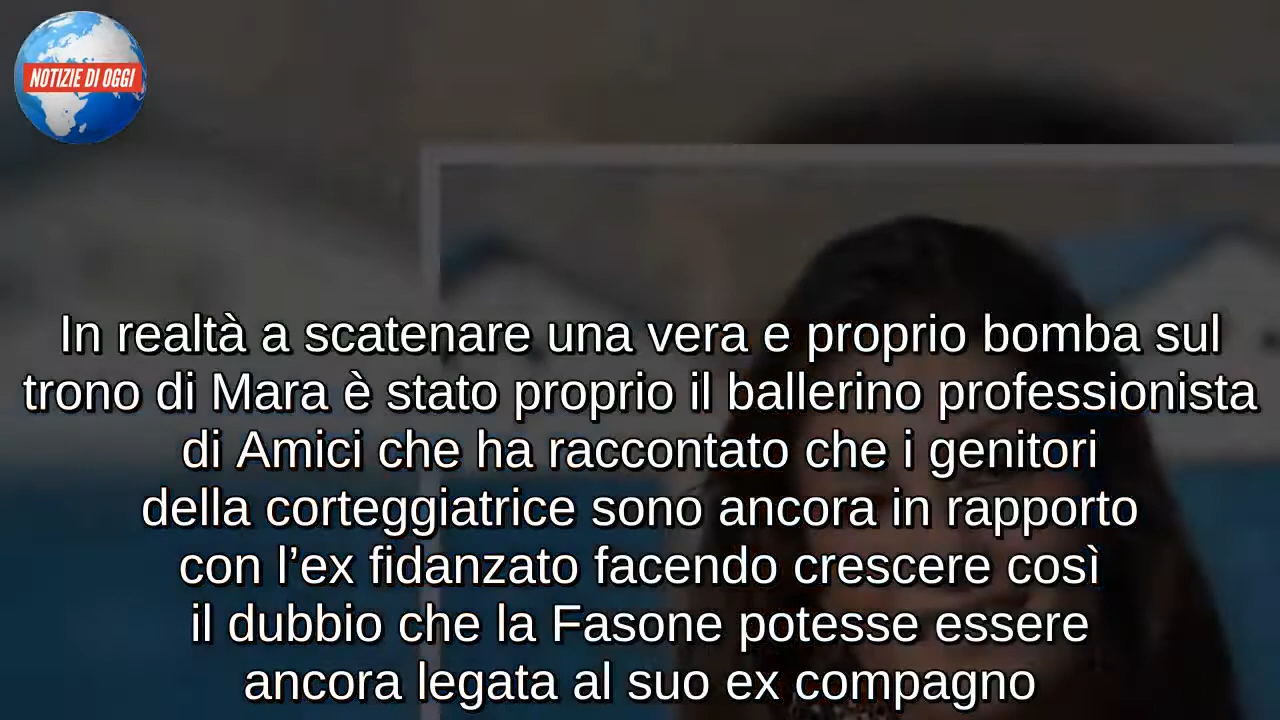 NOTIZIE DI OGGI
In realtà a scatenare una vera e proprio bomba sul
trono di Mara è stato proprio il ballerino professionista
di Amici che ha raccontato che i genitori
della corteggiatrice sono ancora in rapporto
con l’ex fidanzato facendo crescere così
il dubbio che la Fasone potesse essere
ancora legata al suo ex compagno